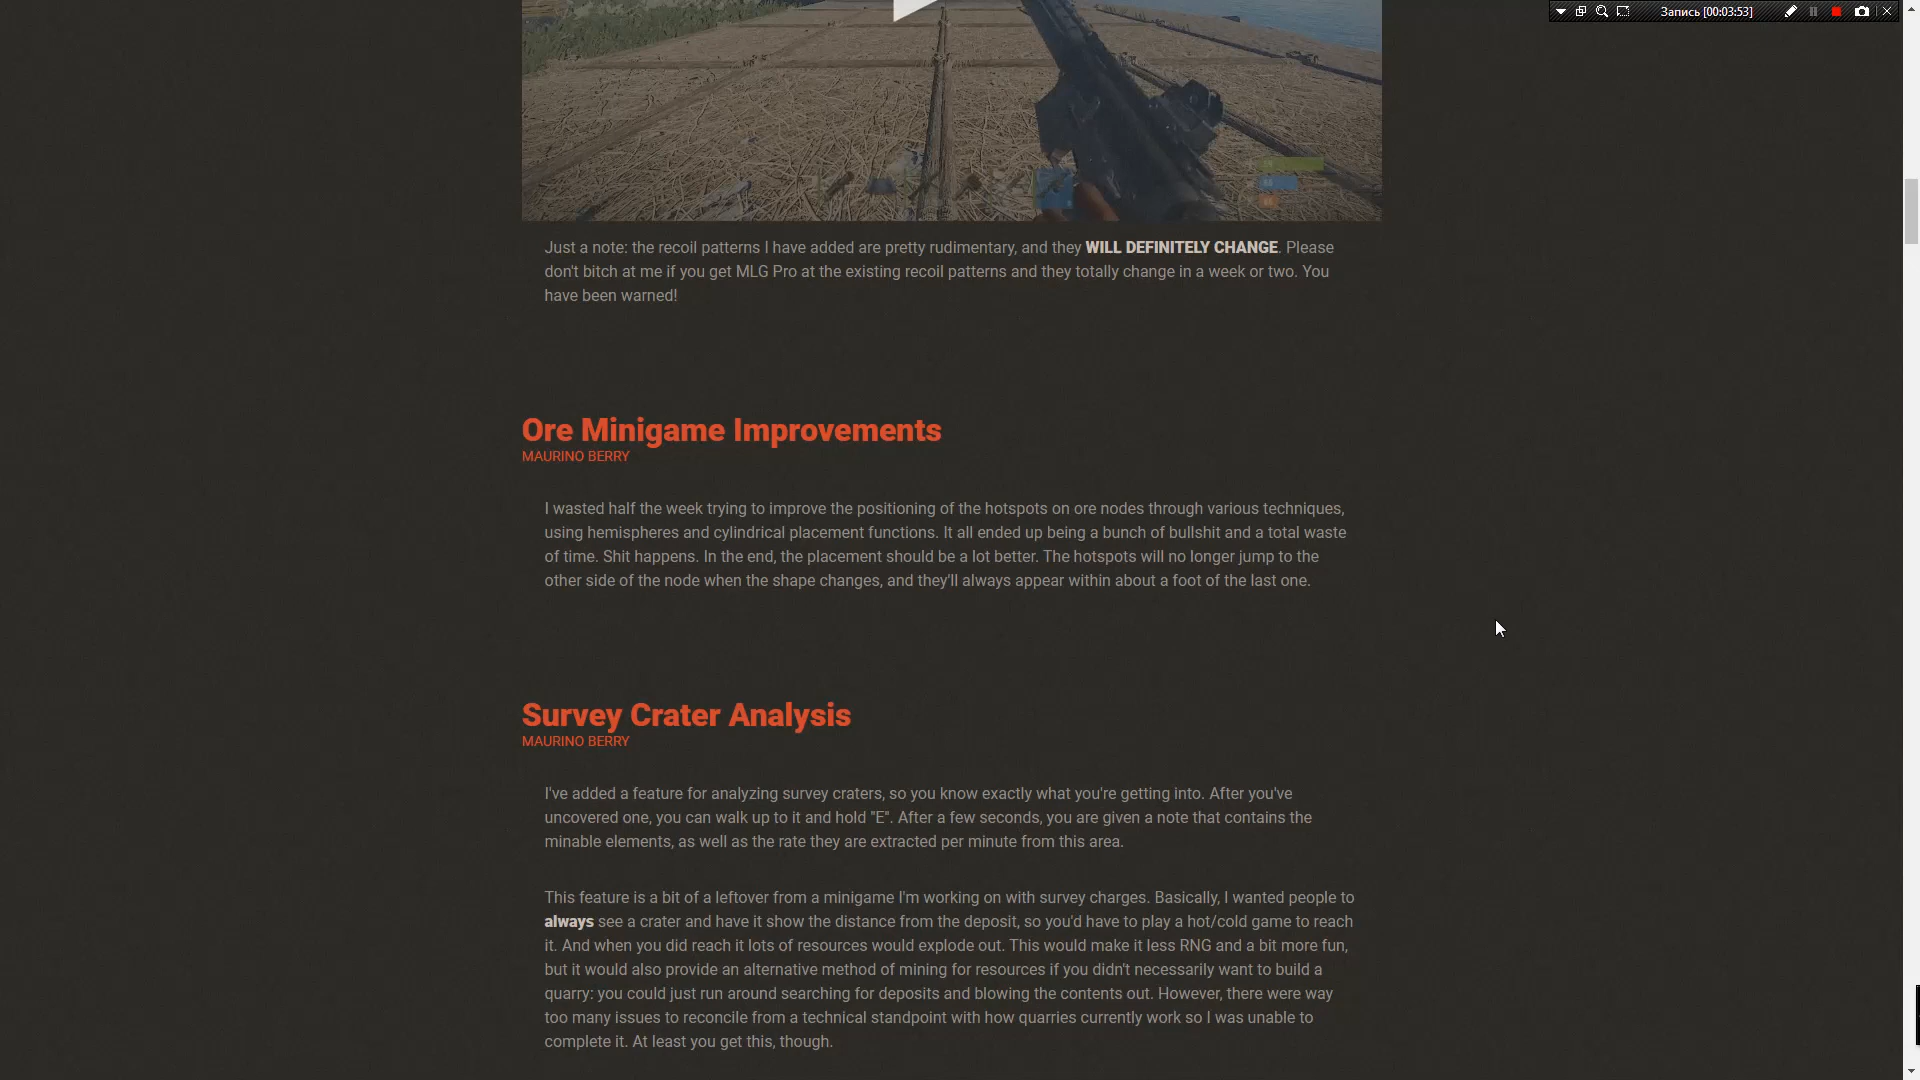 Запись [00:03:53]
Just a note: the recoil patterns I have added are pretty rudimentary, and they WILL DEFINITELY CHANGE. Please
don't bitch at me if you get MLG Pro at the existing recoil patterns and they totally change in a week or two. You
have been warned!
Ore Minigame Improvements
MAURINO BERRY
I wasted half the week trying to improve the positioning of the hotspots on ore nodes through various techniques,
using hemispheres and cylindrical placement functions. It all ended up being a bunch of bullshit and a total waste
of time. Shit happens. In the end, the placement should be a lot better. The hotspots will no longer jump to the
other side of the node when the shape changes, and they'll always appear within about a foot of the last one.
Survey Crater Analysis
MAURINO BERRY
I've added a feature for analyzing survey craters, so you know exactly what you're getting into. After you've
uncovered one, you can walk up to it and hold "E". After a few seconds, you are given a note that contains the
minable elements, as well as the rate they are extracted per minute from this area.
This feature is a bit of a leftover from a minigame I'm working on with survey charges. Basically, I wanted people to
always see a crater and have it show the distance from the deposit, so you'd have to play a hot/cold game to reach
it. And when you did reach it lots of resources would explode out. This would make it less RNG and a bit more fun,
but it would also provide an alternative method of mining for resources if you didn't necessarily want to build a
quarry: you could just run around searching for deposits and blowing the contents out. However, there were way
too many issues to reconcile from a technical standpoint with how quarries currently work so I was unable to
complete it. At least you get this, though.